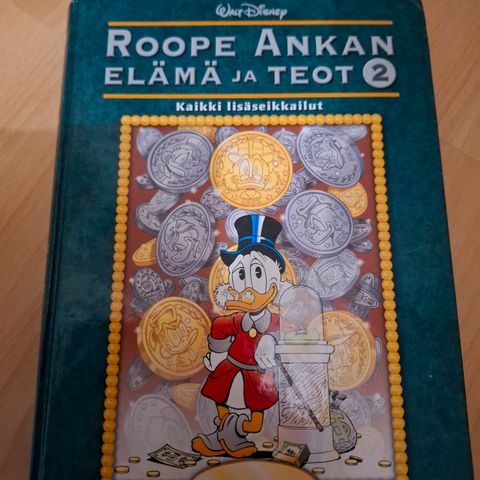 Walt Disney
ROOPE ANKAN
ELÄMÄ JA TEOT 2
Kaikki lisäseikkailut